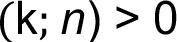 (k; n) > 0